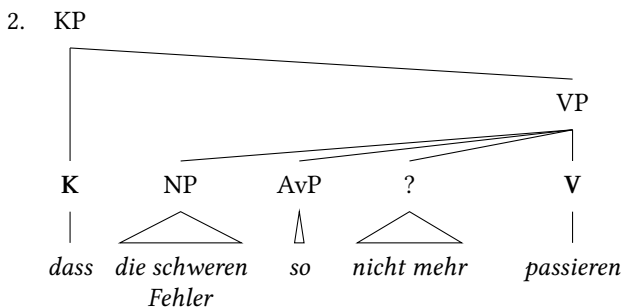 2. KP
VP
K NP AvP ? V
dass die schweren so nicht mehr passieren
Fehler